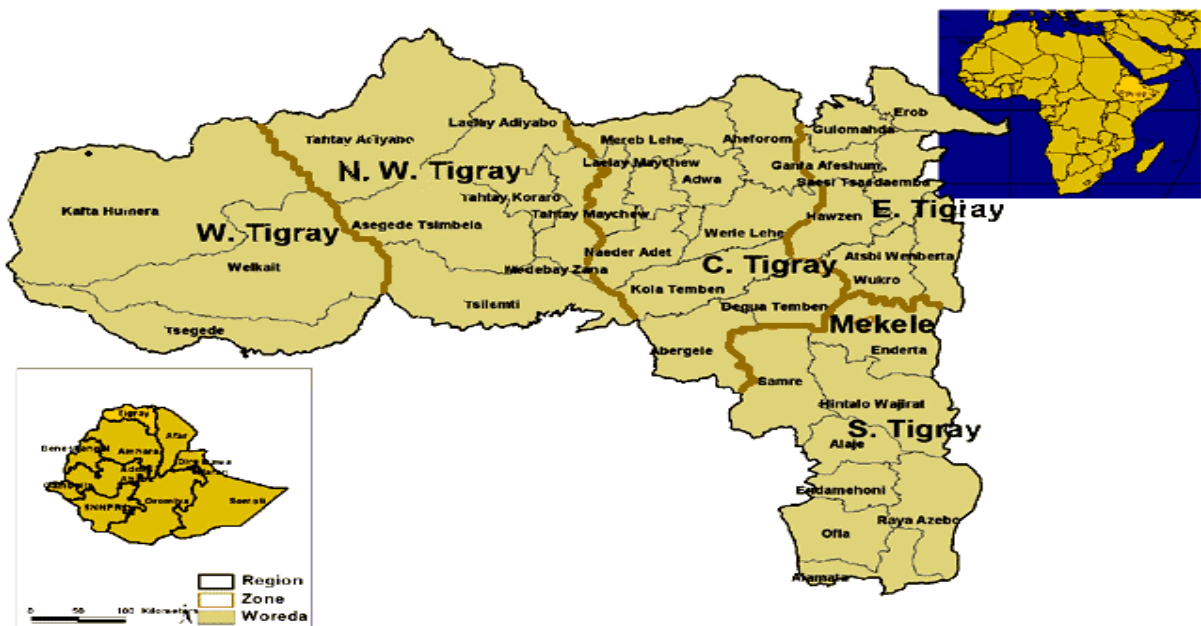 Erob
Laelay Adiyabo
Gulomahda
Tahtay Adiyabo
Mereb Lehe
Aheforom
Laelay Maychew
Ganta Afeshum
N. W. Tigray
Adwa
Saesi Tsaedaemba
Tahtay Koraro
Kafta Humera
Tahtay Maychew
Hawzen
E. Tigray
W. Tigray
Asegede Tsimbela
Werie Lehe
Naeder Adet
Atsbi Wenberta
Welkait
Medebay Zana
C. Tigray
Wukro
Kola Temben
Tsilemti
Degua Temben
Tsegede
Mekele
Abergele
Enderta
Samre
Hintalo Wajirat
S. Tigray
Alaje
Endamehoni
Ofla
Raya Azebo
Alamata
Tigray
Afar
Amhara
Oromiya
Somali
SNNPR
Region
Zone
Woreda
0 50 100 Kilometers